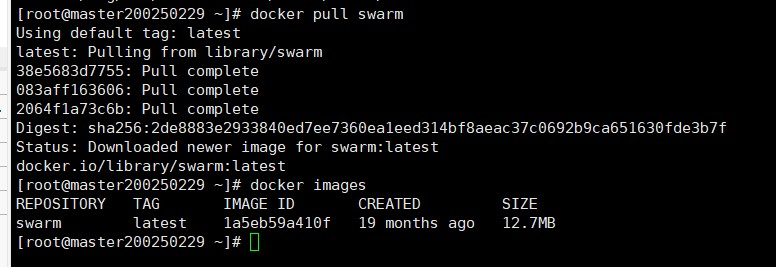 [root@master200250229 ~]# docker pull swarm
Using default tag: latest
latest: Pulling from library/swarm
38e5683d7755: Pull complete
083aff163606: Pull complete
2064f1a73c6b: Pull complete
Digest: sha256:2de8883e2933840ed7ee7360ea1eed314bf8aeac37c0692b9ca651630fde3b7f
Status: Downloaded newer image for swarm:latest
docker.io/library/swarm:latest
[root@master200250229 ~]# docker images
REPOSITORY   TAG       IMAGE ID       CREATED         SIZE
swarm        latest    1a5eb59a410f   19 months ago   12.7MB
[root@master200250229 ~]#